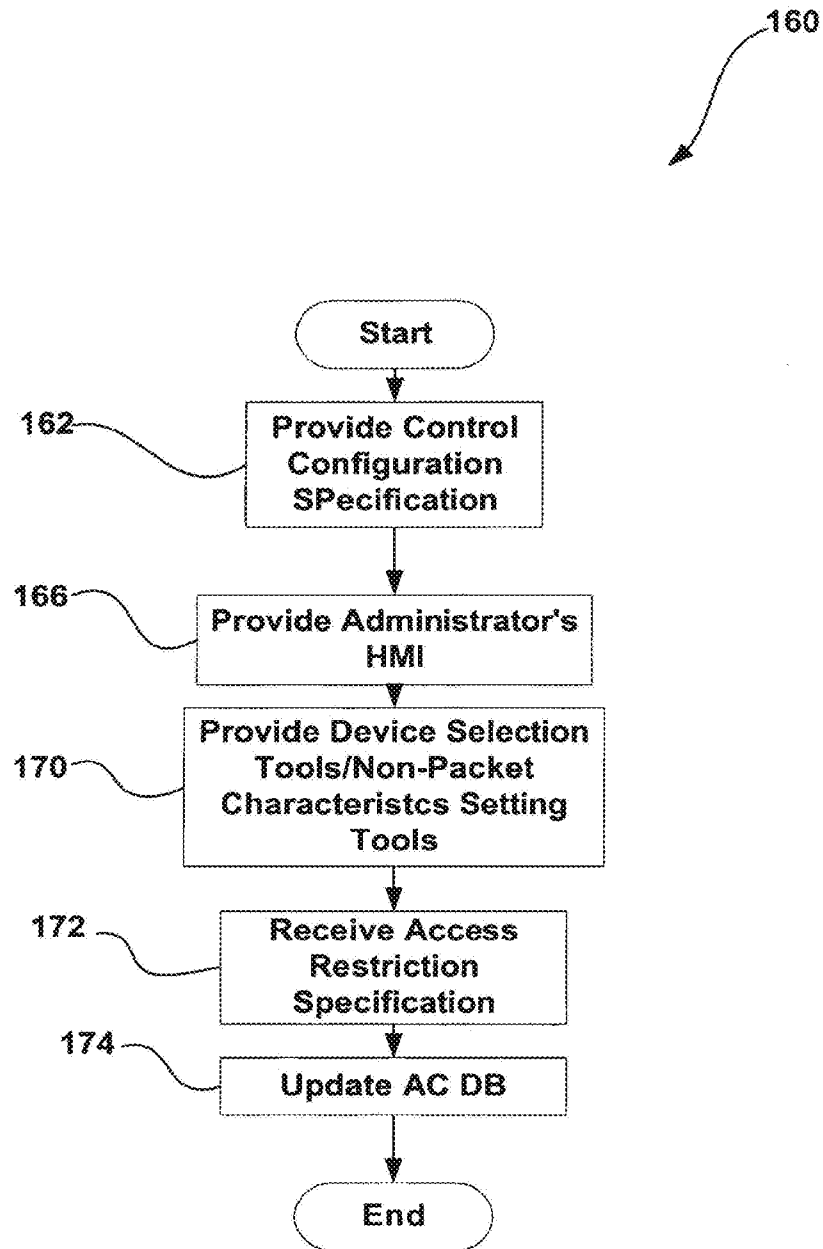 160
Start
162
Provide Control
Configuration
SPecification
166
Provide Administrator's
HMI
170
Provide Device Selection
Tools/Non-Packet
Characteristcs Setting
Tools
172
Receive Access
Restriction
Specification
174
Update AC DB
End